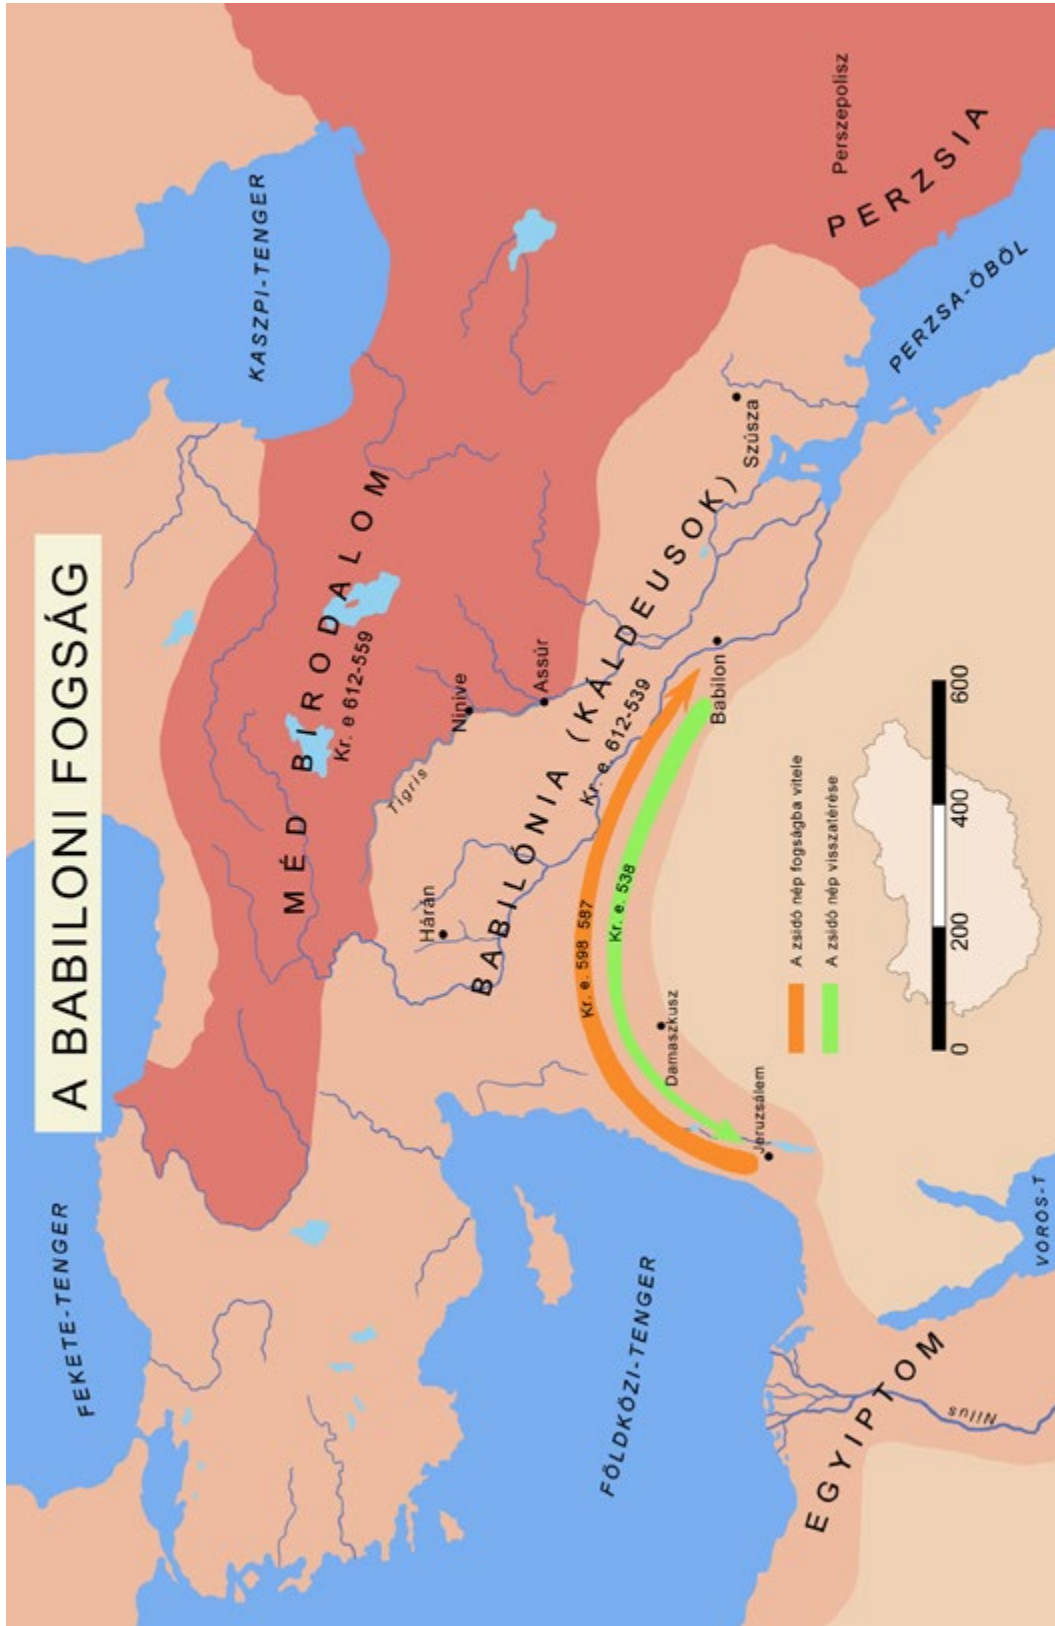 A BABILONI FOGSÁG
FEKETE-TENGER
KASZPI-TENGER
MÉD BIRODALOM
Kr. e 612-559
Tigris
Ninive
Assúr
Hárán
BABILÓNIA (KÁLDEUSOK)
Kr. e. 612-539
Szúsza
Perszepolisz
PERZSIA
PERZSA-ÖBÖL
Babilon
Kr. e. 598 587
Kr. e. 538
Damaszkusz
Jeruzsálem
FÖLDKÖZI-TENGER
EGYIPTOM
Nílus
VÖRÖS-T
A zsidó nép fogságba vitele
A zsidó nép visszatérése
0 200 400 600